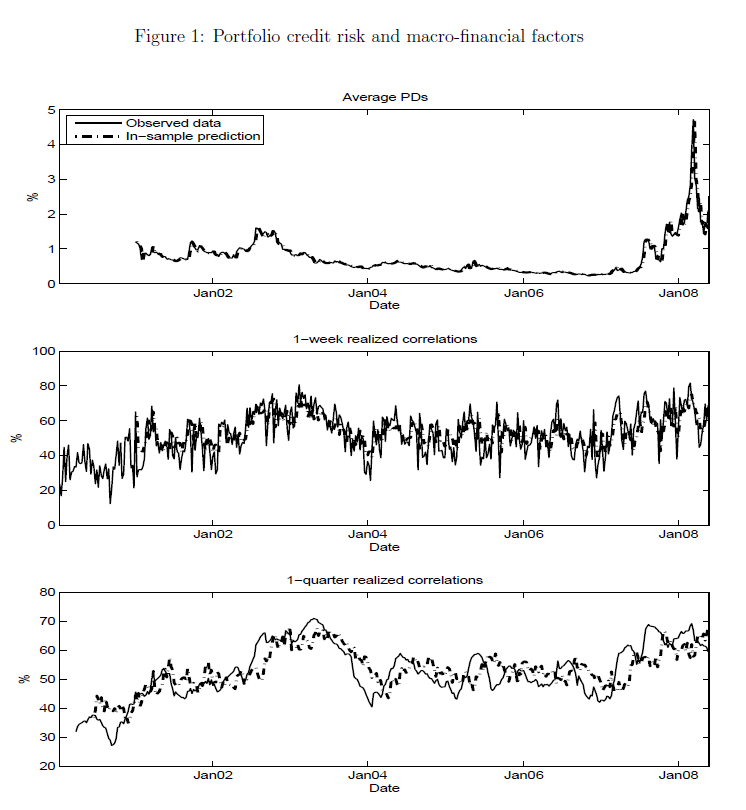 Figure 1: Portfolio credit risk and macro-financial factors
Average PDs
Observed data
In-sample prediction
5
4
3
2
1
0
%
Jan02 Jan04 Jan06 Jan08
Date
1-week realized correlations
100
80
60
40
20
0
%
Jan02 Jan04 Jan06 Jan08
Date
1-quarter realized correlations
80
70
60
50
40
30
20
%
Jan02 Jan04 Jan06 Jan08
Date